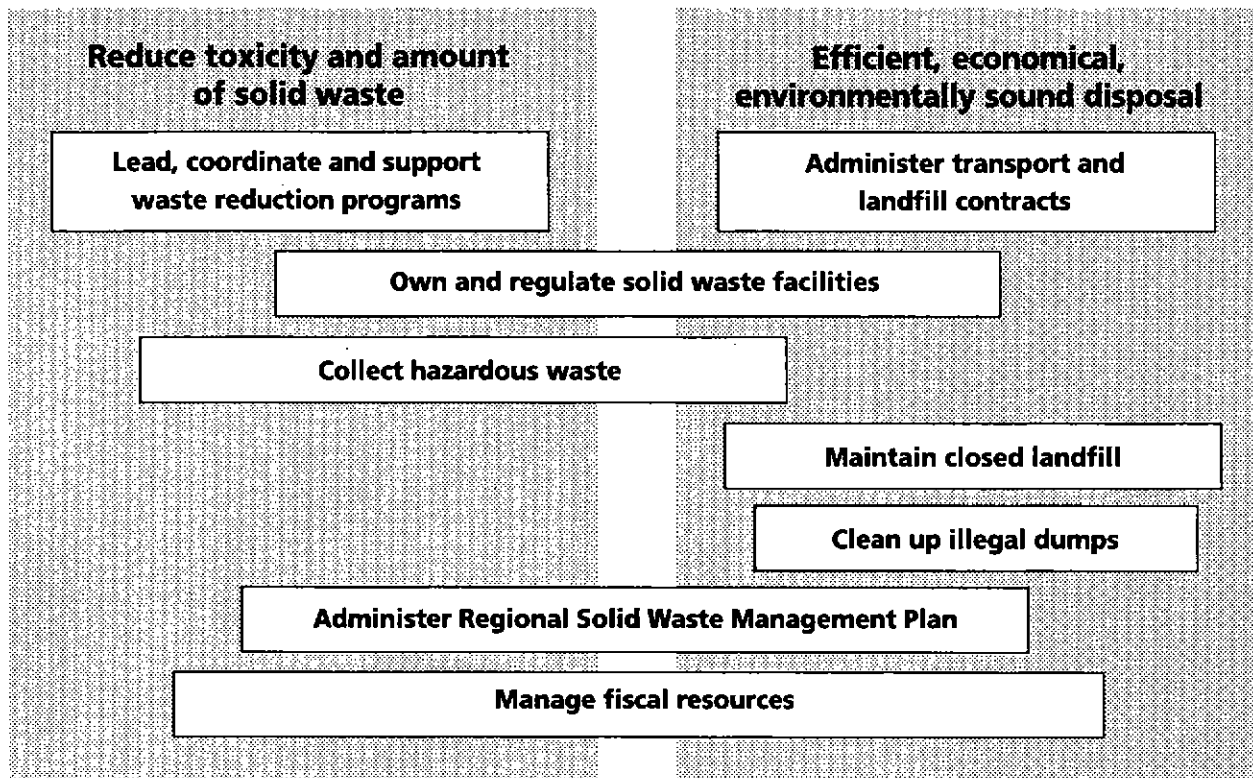 Reduce toxicity and amount
of solid waste
Efficient, economical,
environmentally sound disposal
Lead, coordinate and support
waste reduction programs
Administer transport and
landfill contracts
Own and regulate solid waste facilities
Collect hazardous waste
Maintain closed landfill
Clean up illegal dumps
Administer Regional Solid Waste Management Plan
Manage fiscal resources